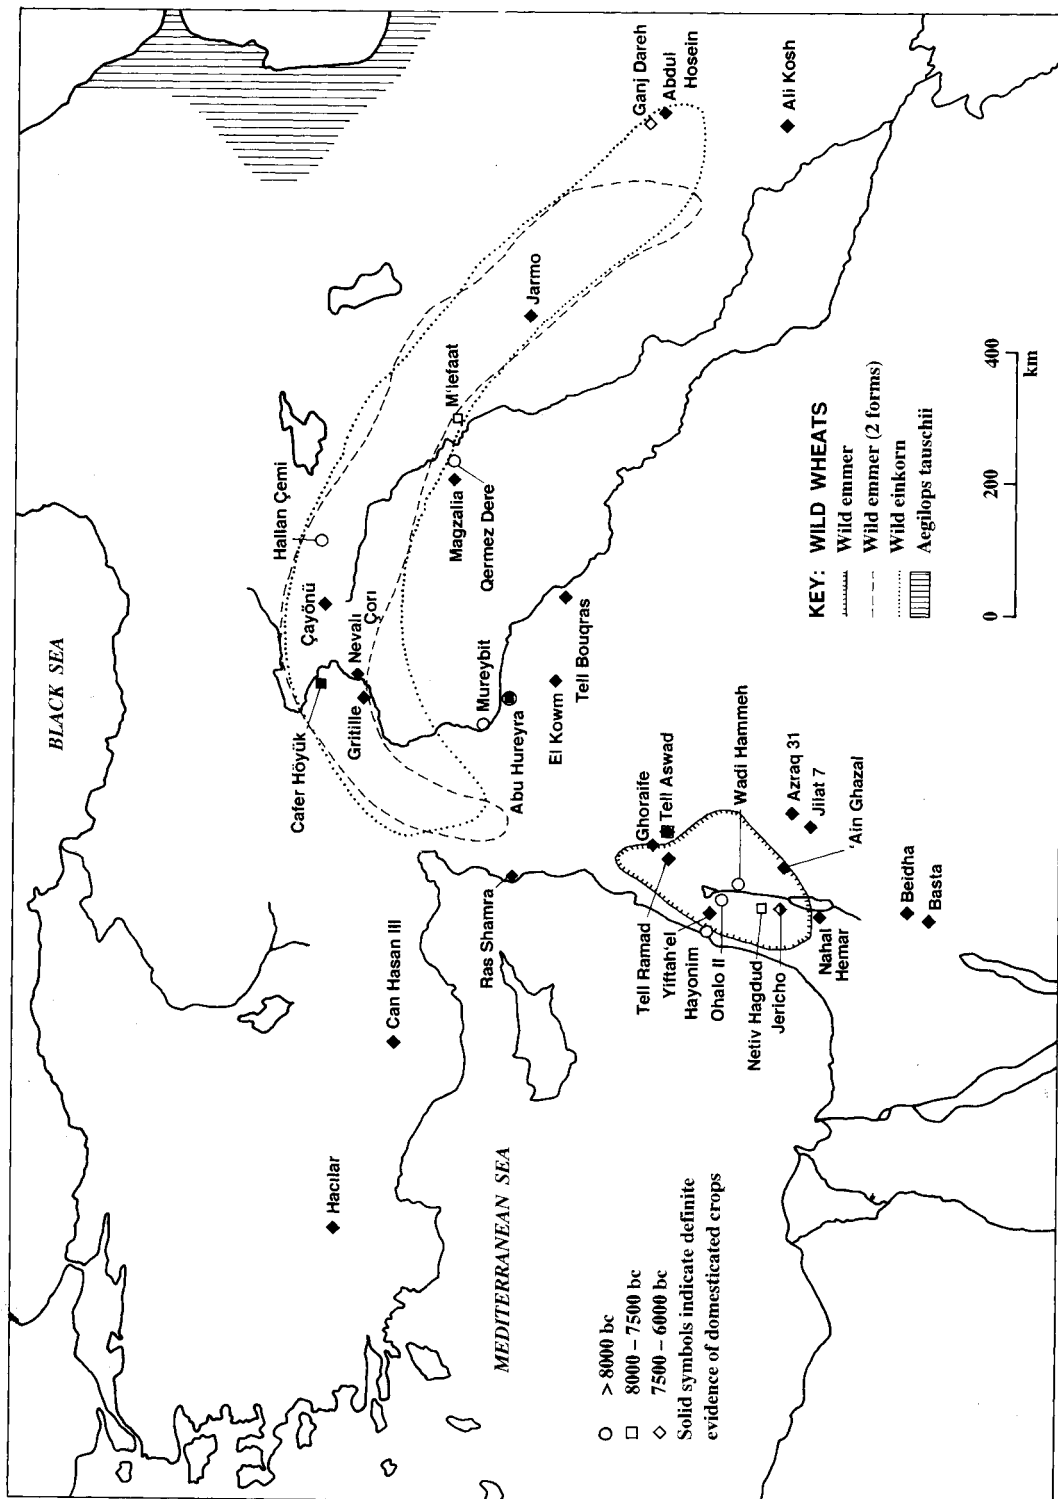 BLACK SEA
MEDITERRANEAN SEA
Hacılar
Can Hasan III
Cafer Höyük
Çayönü
Hallan Çemi
Gritille
Nevalı
Çorı
Mureybit
Abu Hureyra
El Kowm
Tell Bouqras
Magzalia
Qermez Dere
M'lefaat
Jarmo
Ganj Dareh
Abdul
Hosein
Ali Kosh
Ras Shamra
Ghoraife
Tell Aswad
Tell Ramad
Yiftah'el
Hayonim
Ohalo II
Wadi Hammeh
Netiv Hagdud
Jericho
Nahal
Hemar
Azraq 31
Jilat 7
'Ain Ghazal
Beidha
Basta
> 8000 bc
8000 – 7500 bc
7500 – 6000 bc
Solid symbols indicate definite
evidence of domesticated crops
KEY: WILD WHEATS
Wild emmer
Wild emmer (2 forms)
Wild einkorn
Aegilops tauschii
0 200 400
km